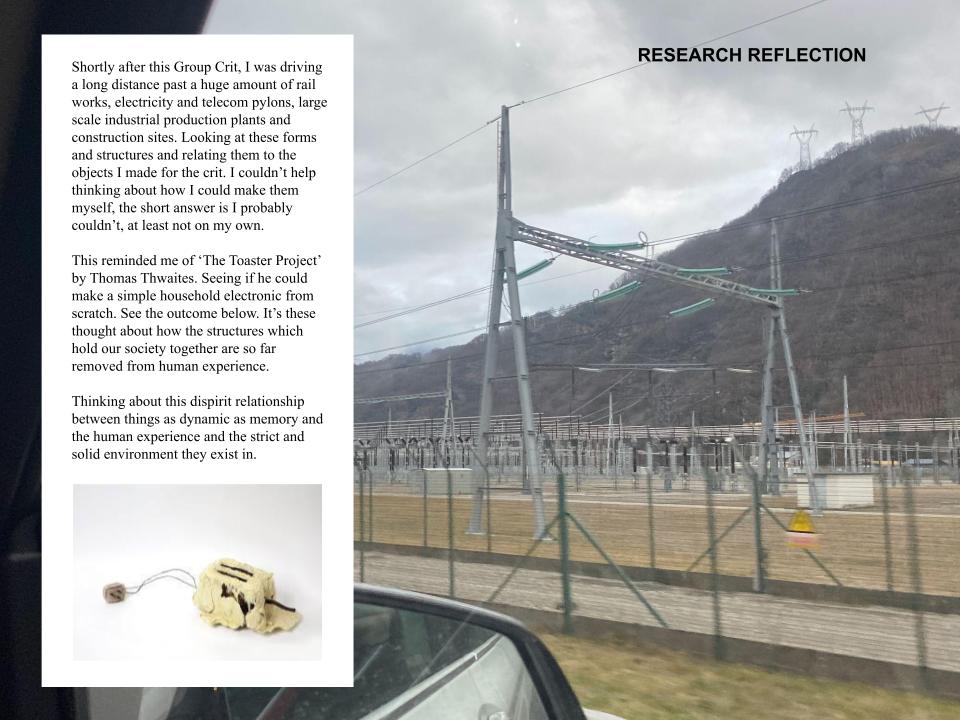 RESEARCH REFLECTION
Shortly after this Group Crit, I was driving
a long distance past a huge amount of rail
works, electricity and telecom pylons, large
scale industrial production plants and
construction sites. Looking at these forms
and structures and relating them to the
objects I made for the crit. I couldn’t help
thinking about how I could make them
myself, the short answer is I probably
couldn’t, at least not on my own.
This reminded me of ‘The Toaster Project’
by Thomas Thwaites. Seeing if he could
make a simple household electronic from
scratch. See the outcome below. It’s these
thought about how the structures which
hold our society together are so far
removed from human experience.
Thinking about this dispirit relationship
between things as dynamic as memory and
the human experience and the strict and
solid environment they exist in.